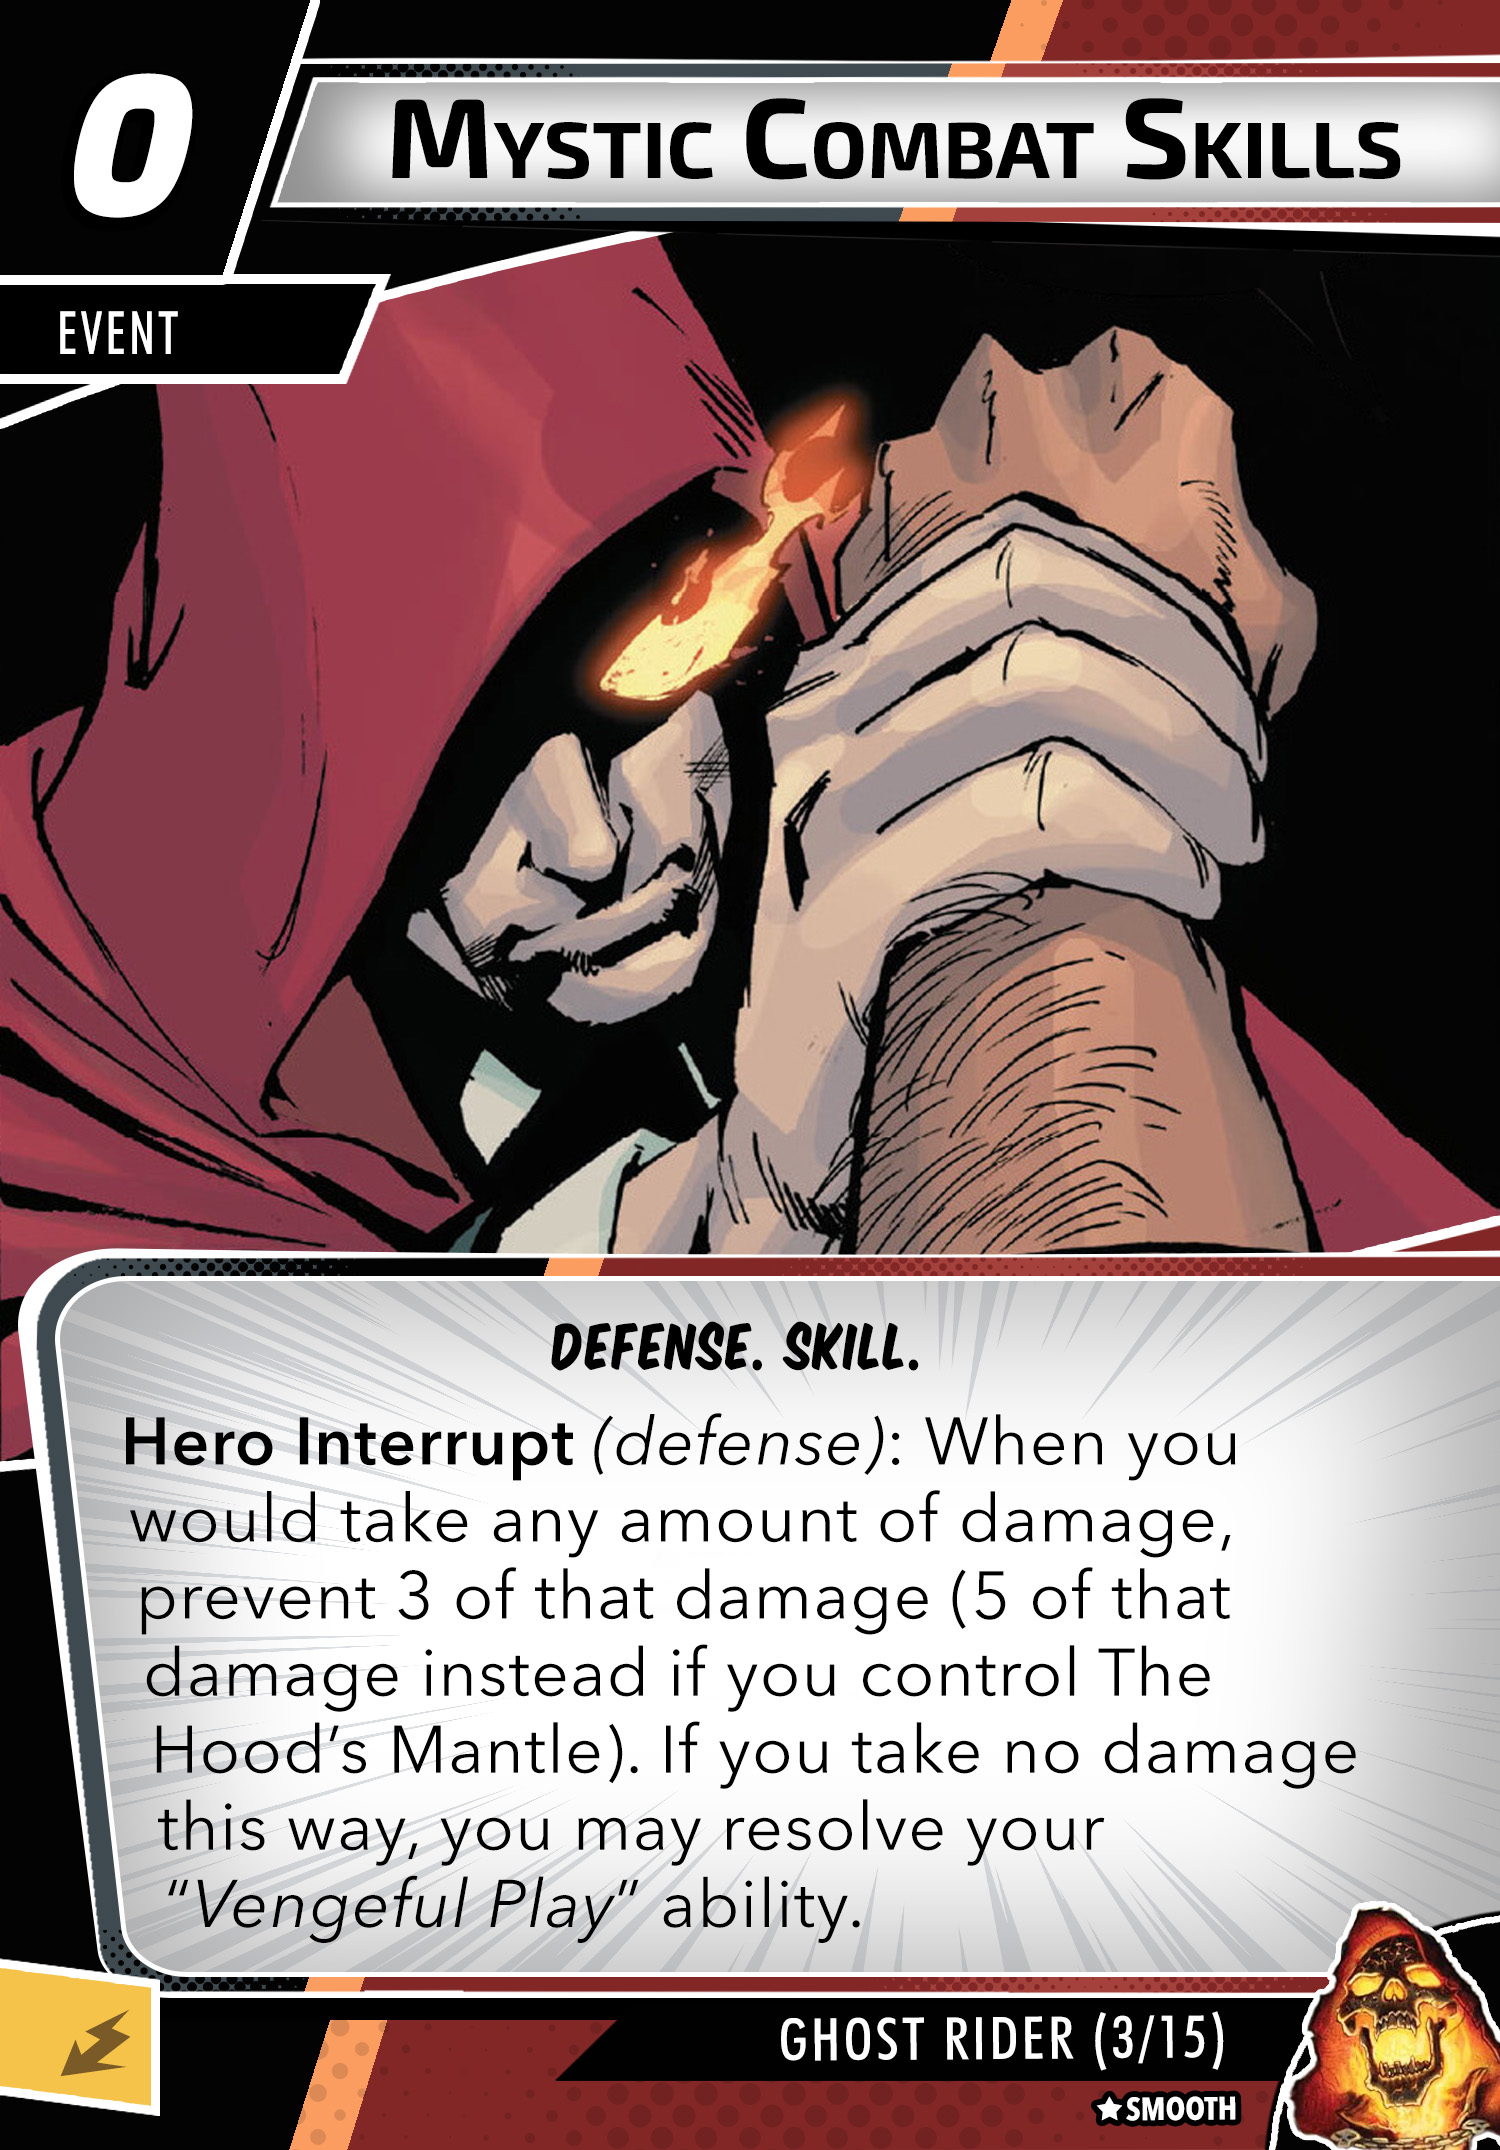 0
MYSTIC COMBAT SKILLS
EVENT
DEFENSE. SKILL.
Hero Interrupt (defense): When you
would take any amount of damage,
prevent 3 of that damage (5 of that
damage instead if you control The
Hood’s Mantle). If you take no damage
this way, you may resolve your
“Vengeful Play” ability.
GHOST RIDER (3/15)
★SMOOTH